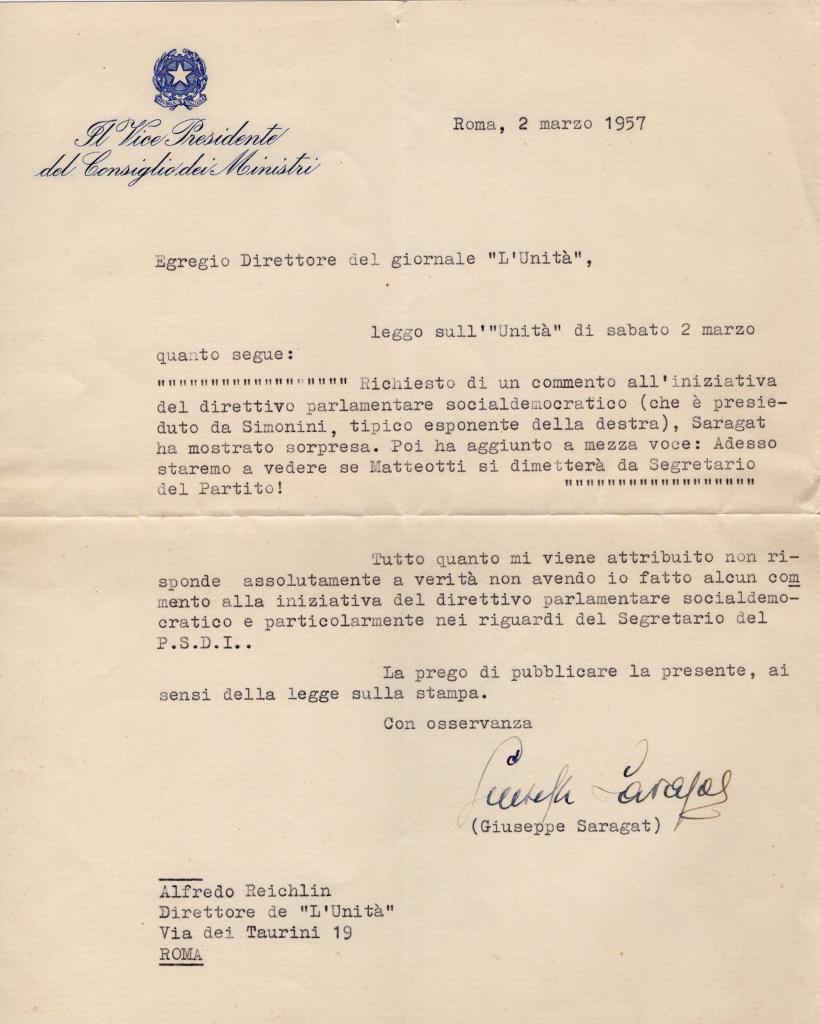 Il Vice Presidente
del Consiglio dei Ministri
Roma, 2 marzo 1957
Egregio Direttore del giornale "L'Unità",
leggo sull'"Unità" di sabato 2 marzo
quanto segue:
"""""""""""""""""" Richiesto di un commento all'iniziativa
del direttivo parlamentare socialdemocratico (che è presie-
duto da Simonini, tipico esponente della destra), Saragat
ha mostrato sorpresa. Poi ha aggiunto a mezza voce: Adesso
staremo a vedere se Matteotti si dimetterà da Segretario
del Partito! """"""""""""""""""
Tutto quanto mi viene attribuito non ri-
sponde assolutamente a verità non avendo io fatto alcun com
mento alla iniziativa del direttivo parlamentare socialdemo-
cratico e particolarmente nei riguardi del Segretario del
P.S.D.I..
La prego di pubblicare la presente, ai
sensi della legge sulla stampa.
Con osservanza
Giuseppe Saragat
(Giuseppe Saragat)
Alfredo Reichlin
Direttore de "L'Unità"
Via dei Taurini 19
ROMA